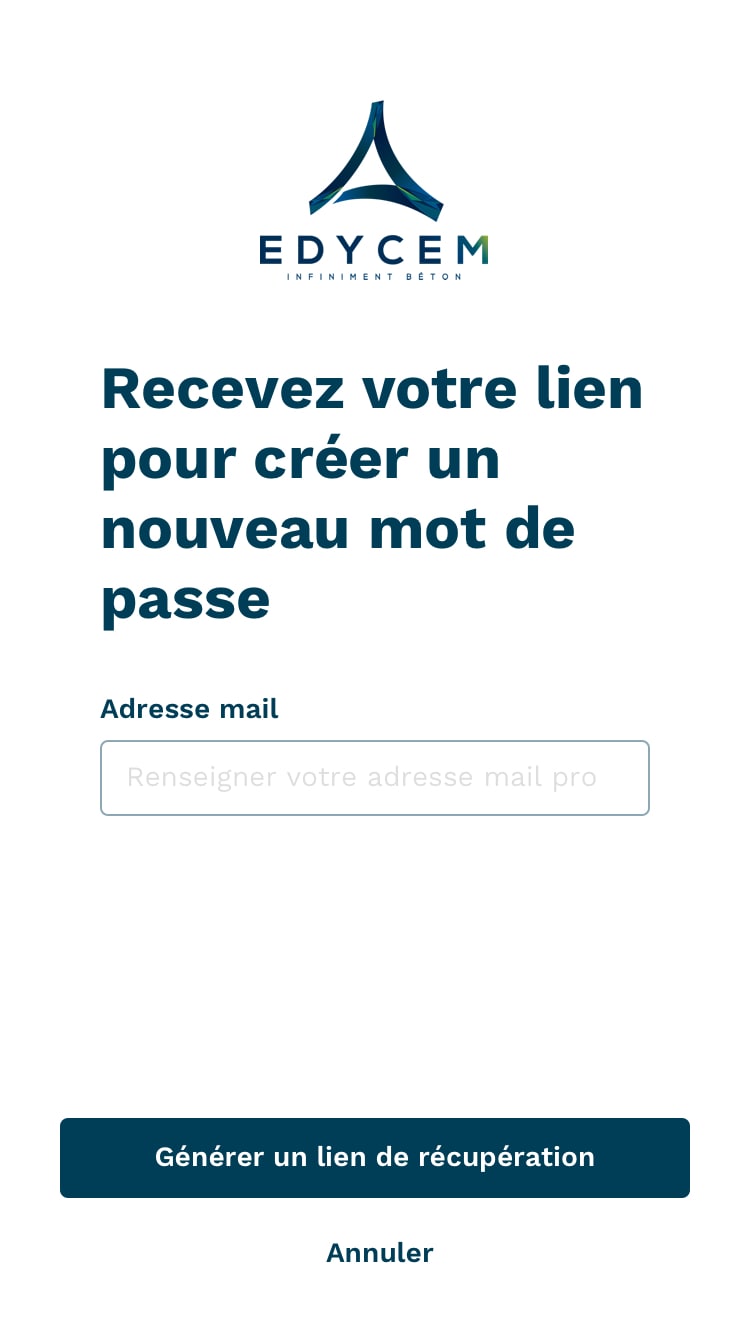 EDYCEM
INFINIMENT BÉTON
Recevez votre lien
pour créer un
nouveau mot de
passe
Adresse mail
Renseigner votre adresse mail pro
Générer un lien de récupération
Annuler